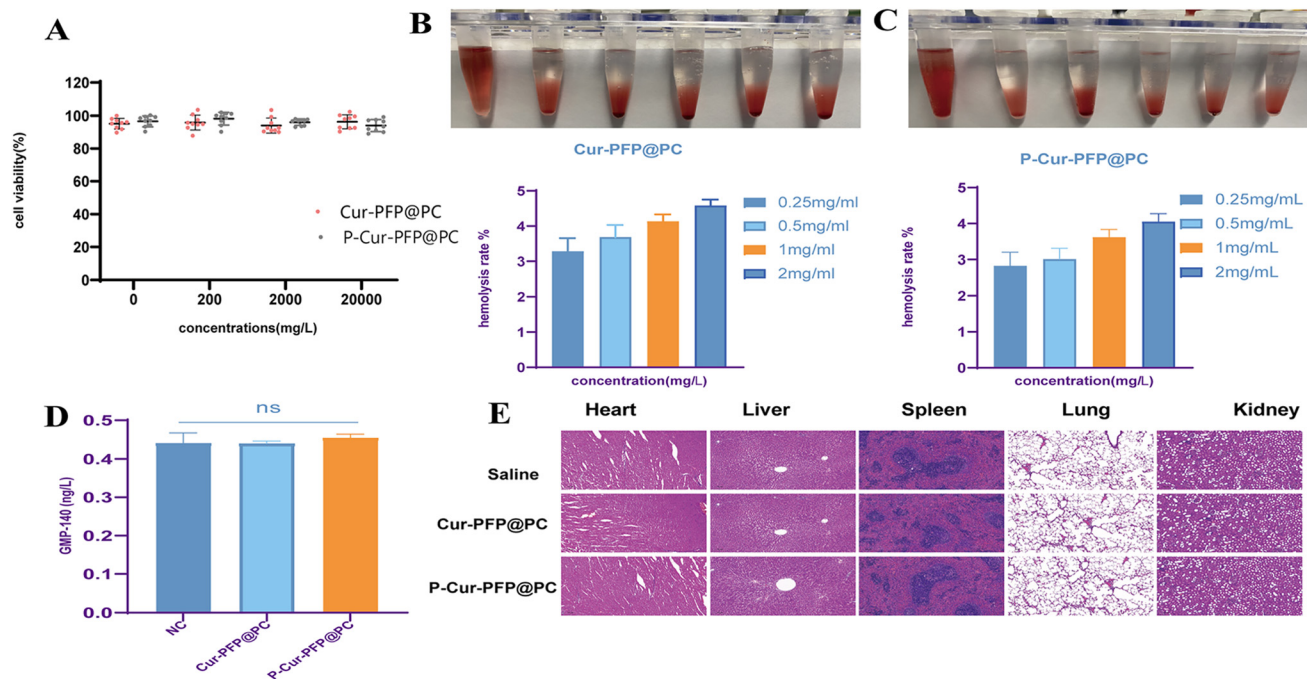 A
120
100
80
60
40
20
0
cell viability(%)
Cur-PFP@PC
P-Cur-PFP@PC
0 200 2000 20000
concentrations(mg/L)
B
Cur-PFP@PC
5
4
3
2
1
0
hemolysis rate %
0.25mg/ml
0.5mg/ml
1mg/ml
2mg/ml
concentration(mg/L)
C
P-Cur-PFP@PC
5
4
3
2
1
0
hemolysis rate %
0.25mg/mL
0.5mg/mL
1mg/mL
2mg/mL
concentration(mg/L)
D
ns
0.5
0.4
0.3
0.2
0.1
0.0
GMP-140 (ng/L)
NC
Cur-PFP@PC
P-Cur-PFP@PC
E
Heart Liver Spleen Lung Kidney
Saline
Cur-PFP@PC
P-Cur-PFP@PC